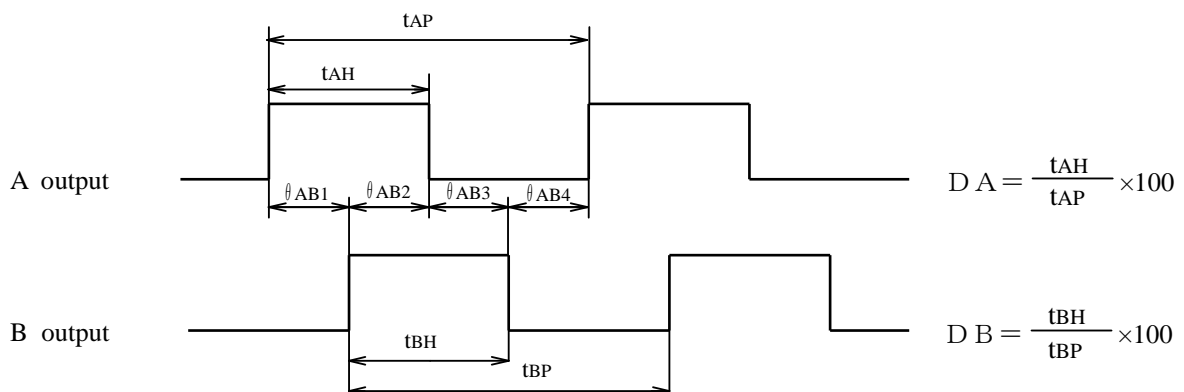 tAP
tAH
A output
θAB1 θAB2 θAB3 θAB4
ＤＡ＝ tAH / tAP ×100
B output
tBH
tBP
ＤＢ＝ tBH / tBP ×100